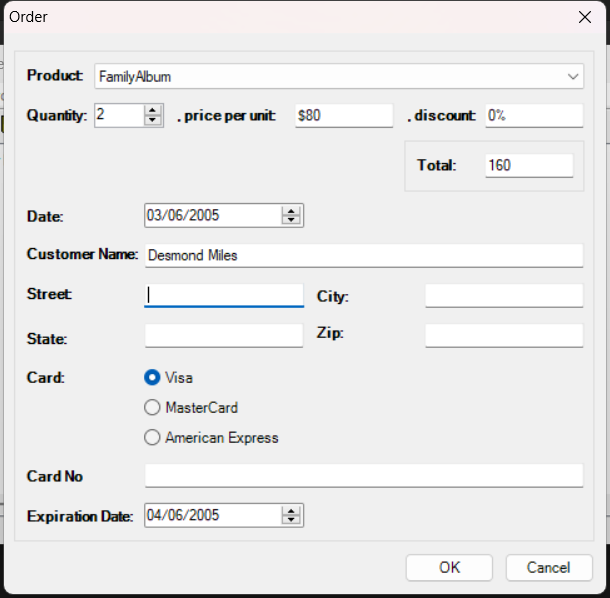 Order
Product: FamilyAlbum
Quantity: 2 , price per unit: $80 , discount: 0%
Total: 160
Date: 03/06/2005
Customer Name: Desmond Miles
Street: City:
State: Zip:
Card: Visa
MasterCard
American Express
Card No
Expiration Date: 04/06/2005
OK Cancel